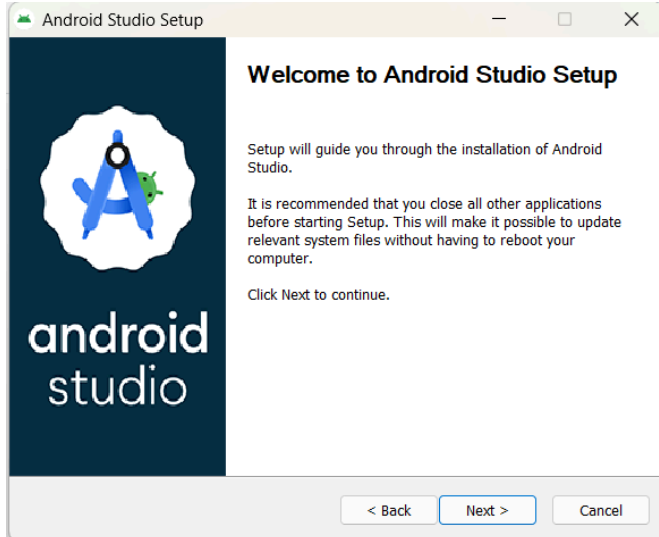 Android Studio Setup
Welcome to Android Studio Setup
Setup will guide you through the installation of Android
Studio.
It is recommended that you close all other applications
before starting Setup. This will make it possible to update
relevant system files without having to reboot your
computer.
Click Next to continue.
android
studio
< Back
Next >
Cancel